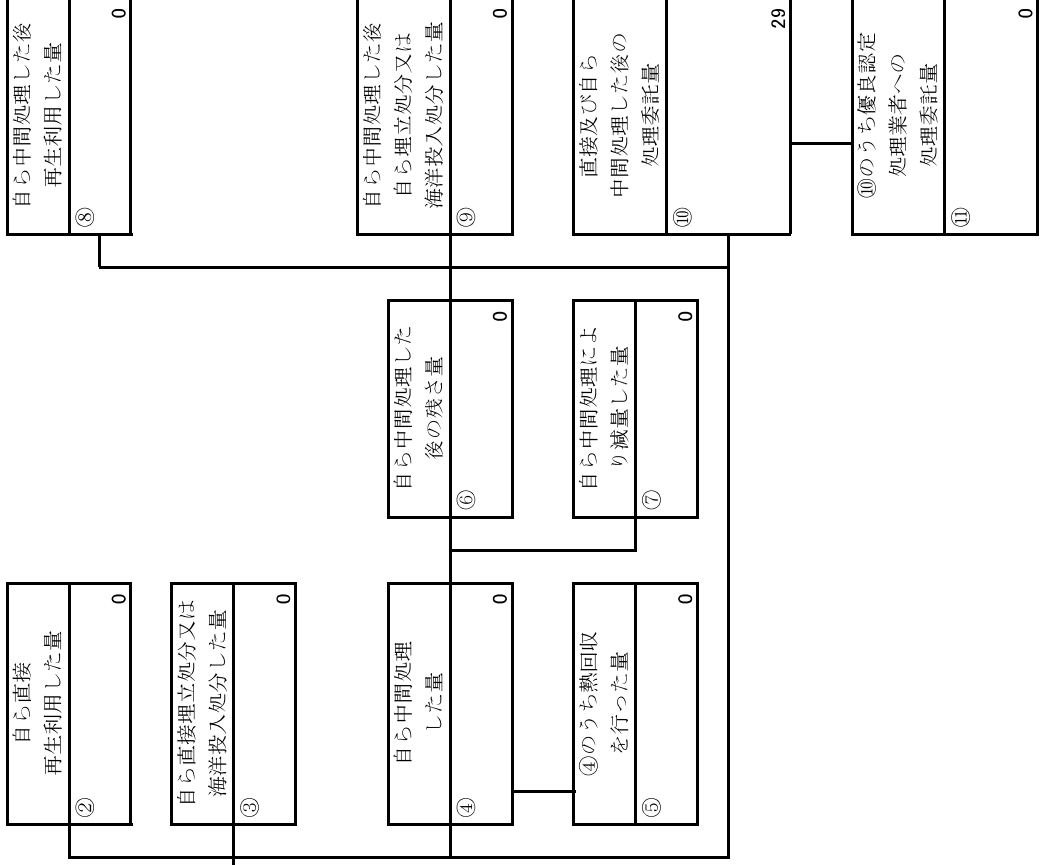 自ら直接
再生利用した量
②
0
自ら直接埋立処分又は
海洋投入処分した量
③
0
自ら中間処理
した量
④
0
④のうち熱回収
を行った量
⑤
0
自ら中間処理した
後の残さ量
⑥
0
自ら中間処理によ
り減量した量
⑦
0
自ら中間処理した後
再生利用した量
⑧
0
自ら中間処理した後
自ら埋立処分又は
海洋投入処分した量
⑨
0
直接及び自ら
中間処理した後の
処理委託量
⑩
29
⑩のうち優良認定
処理業者への
処理委託量
⑪
0